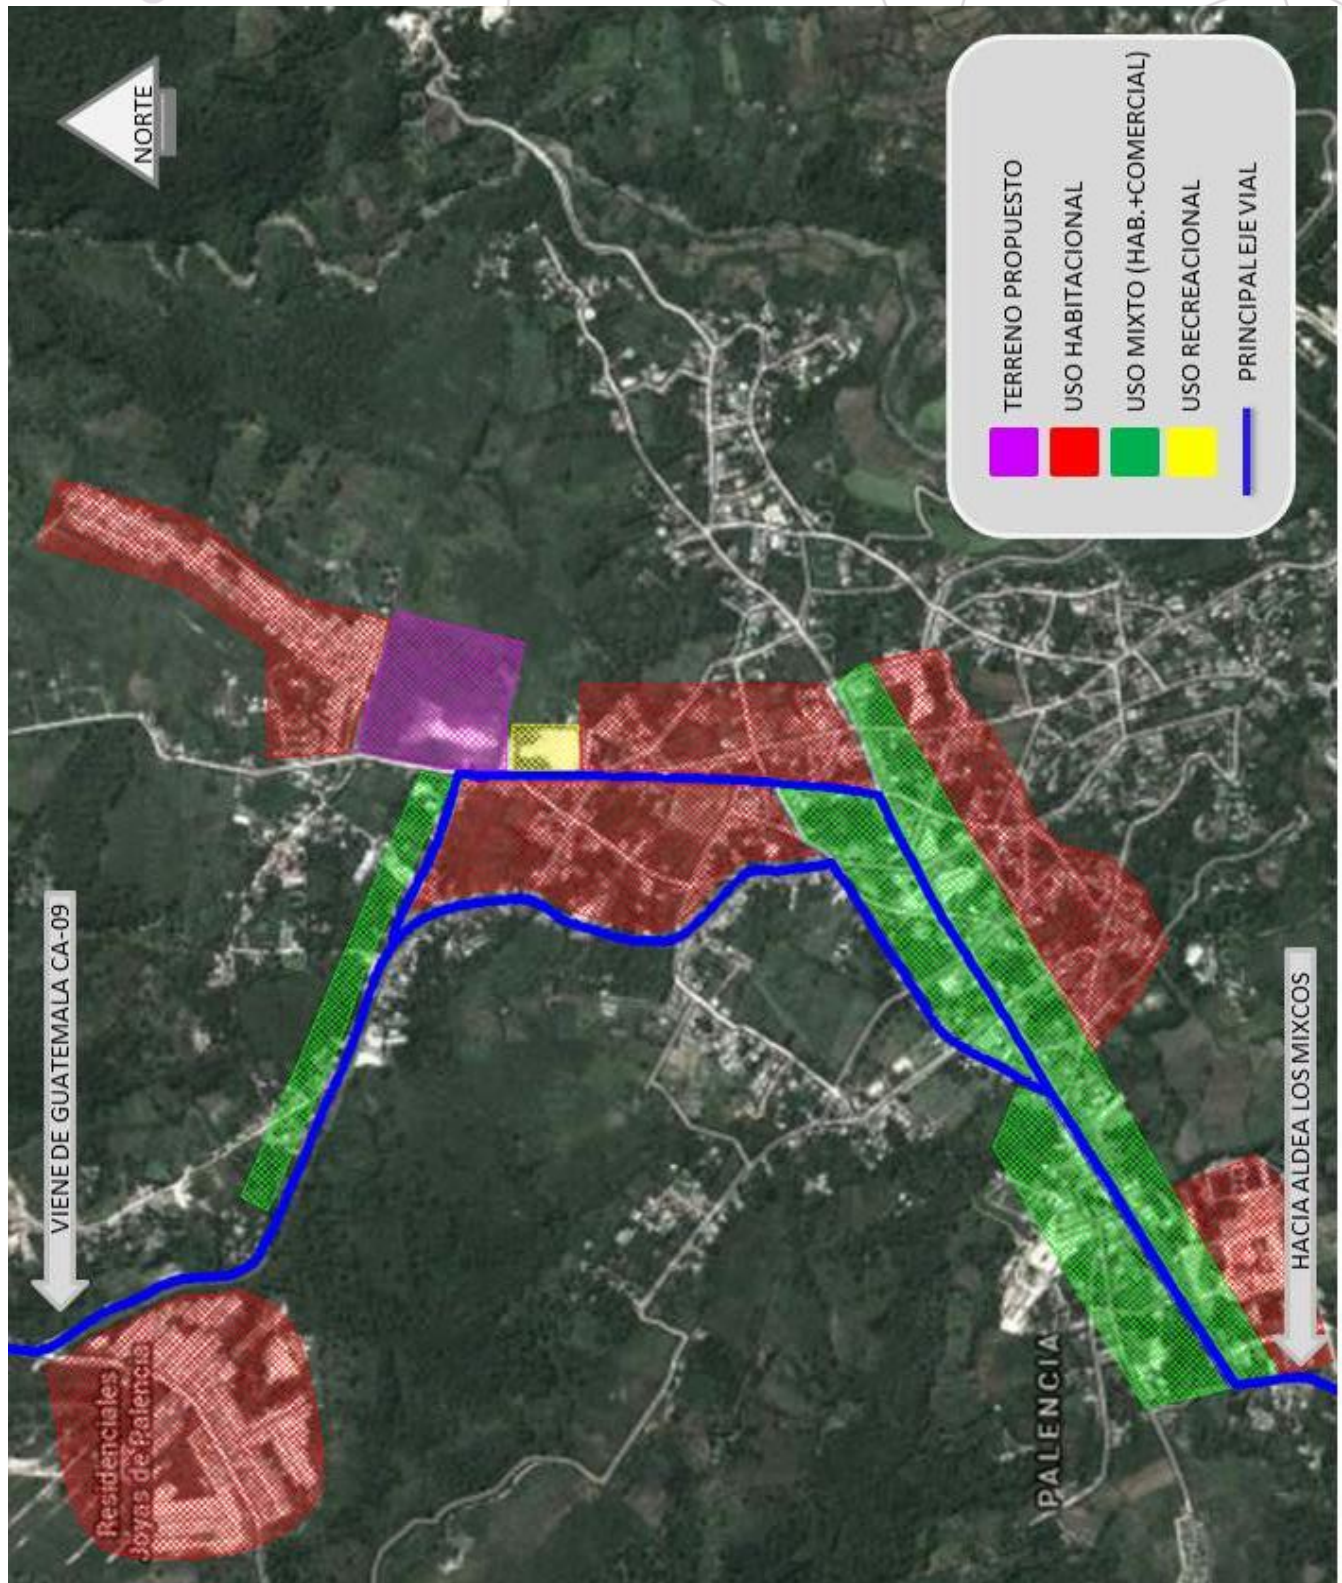 NORTE
TERRENO PROPUESTO
USO HABITACIONAL
USO MIXTO (HAB.+COMERCIAL)
USO RECREACIONAL
PRINCIPAL EJE VIAL
VIENE DE GUATEMALA CA-09
HACIA ALDEA LOS MIXCOS
Residenciales
Joyas de Palencia
PALENCIA